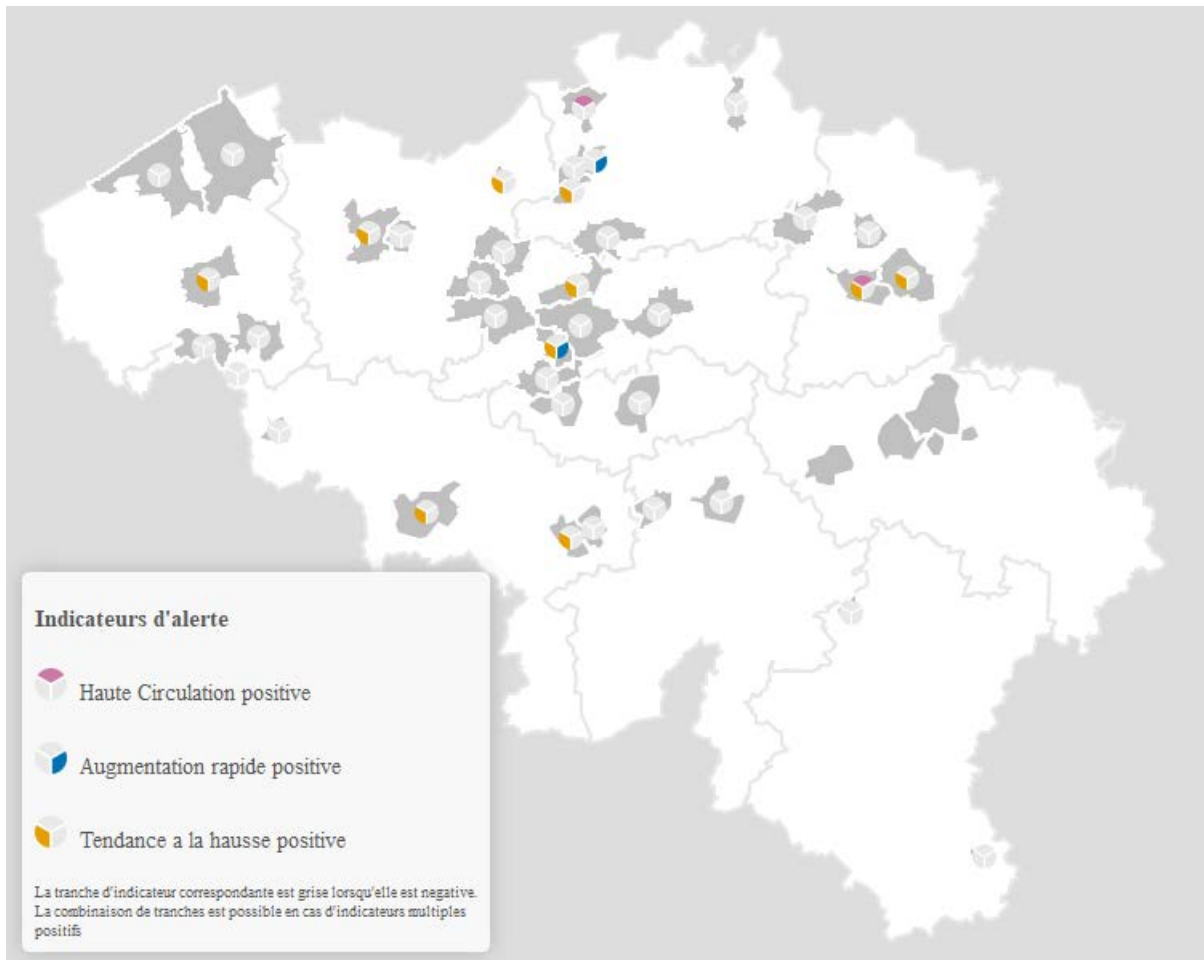 Indicateurs d'alerte
Haute Circulation positive
Augmentation rapide positive
Tendance a la hausse positive
La tranche d'indicateur correspondante est grise lorsqu'elle est negative.
La combinaison de tranches est possible en cas d'indicateurs multiples
positifs